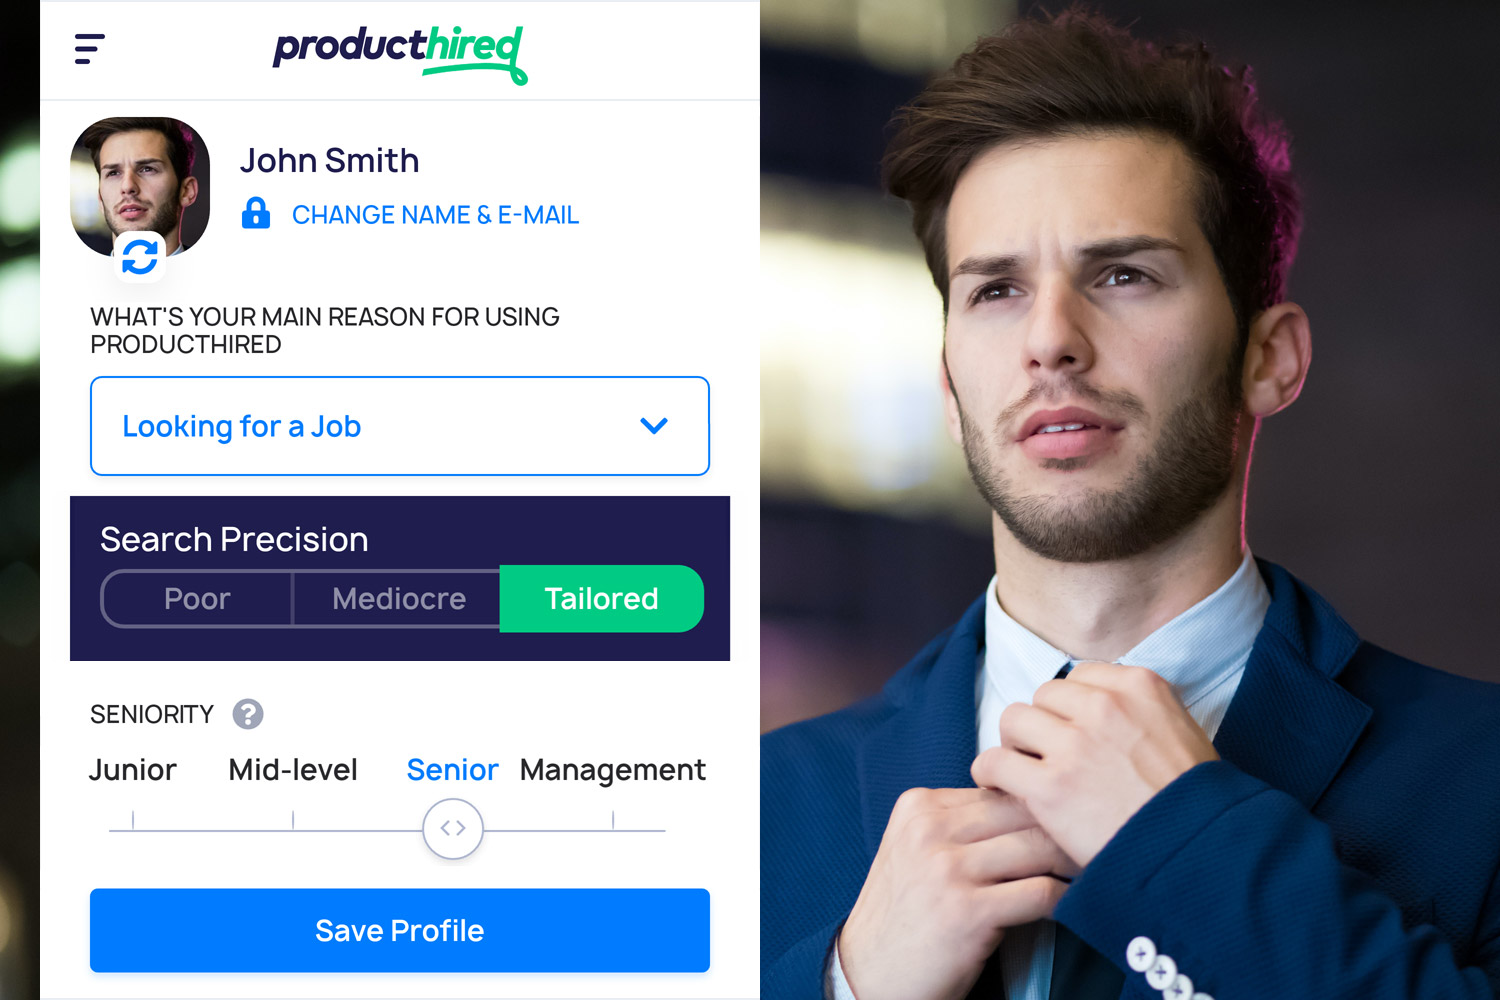 producthired
John Smith
CHANGE NAME & E-MAIL
WHAT'S YOUR MAIN REASON FOR USING
PRODUCTHIRED
Looking for a Job
Search Precision
Poor Mediocre Tailored
SENIORITY ?
Junior Mid-level Senior Management
Save Profile